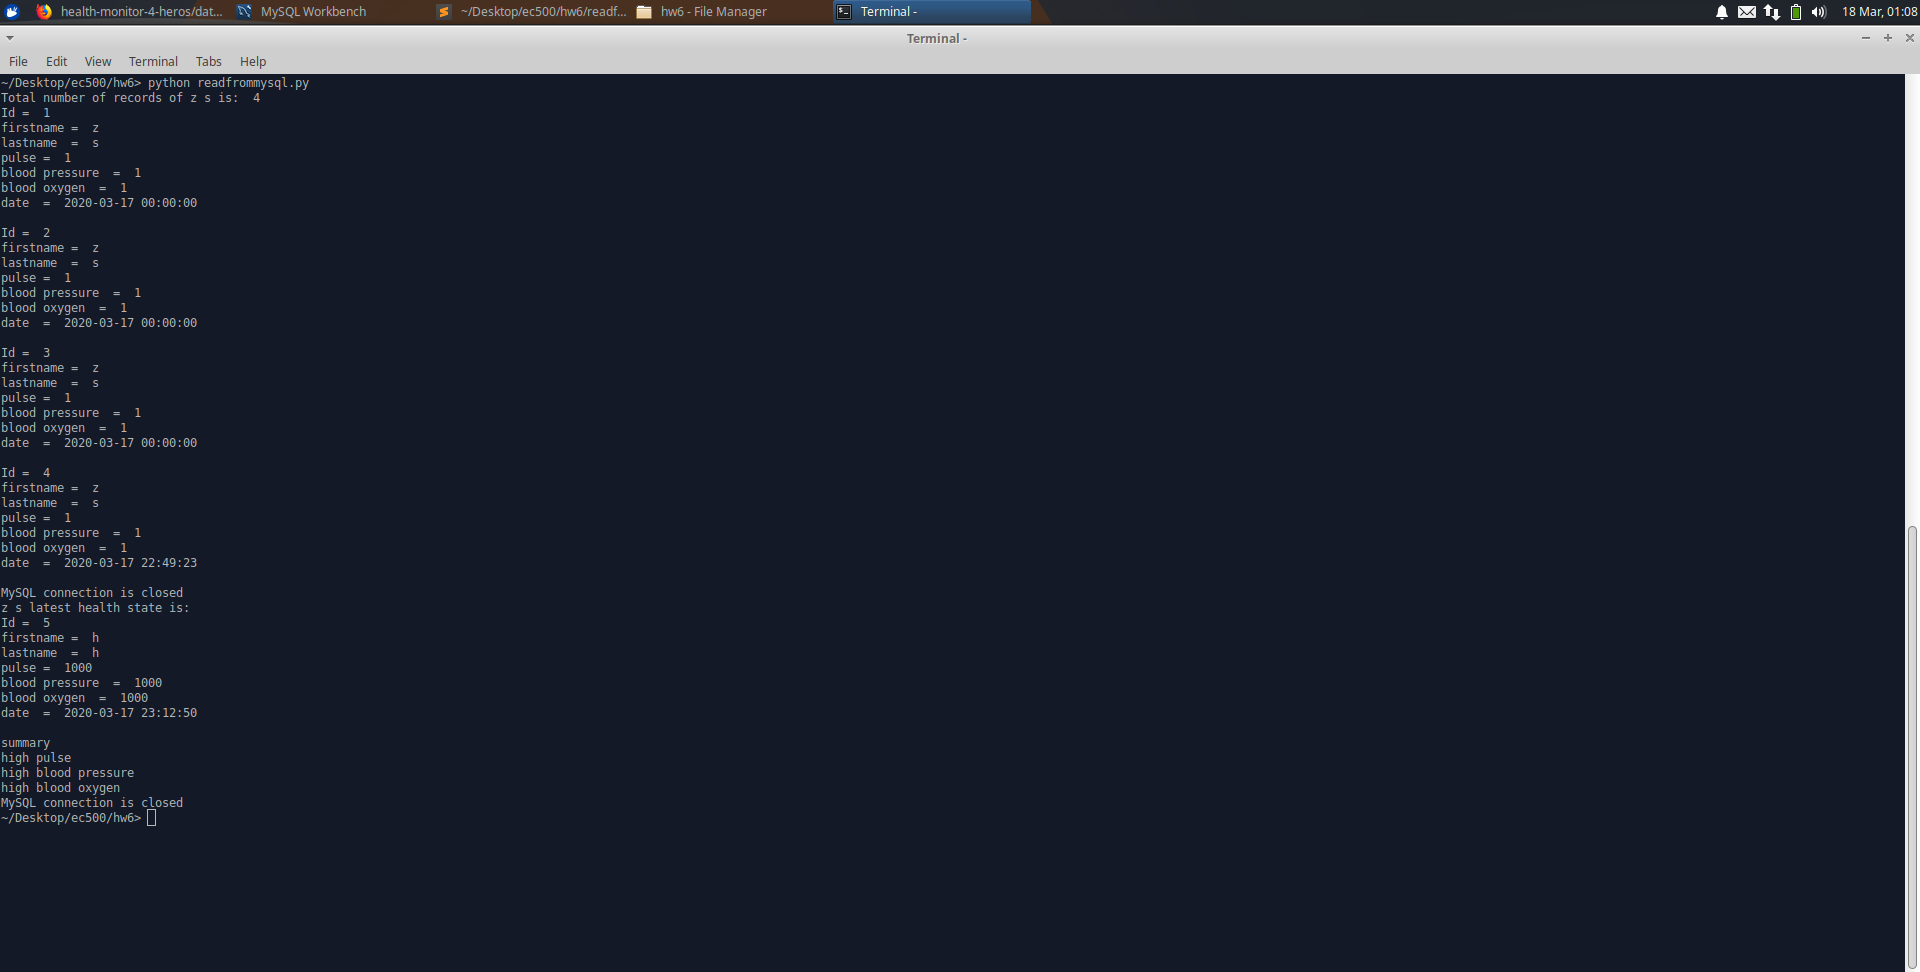 health-monitor-4-heros/dat... MySQL Workbench ~/Desktop/ec500/hw6/readf... hw6 - File Manager Terminal - 18 Mar, 01:08
Terminal -
File Edit View Terminal Tabs Help
~/Desktop/ec500/hw6> python readfrommysql.py
Total number of records of z s is:  4
Id =  1
firstname =  z
lastname  =  s
pulse =  1
blood pressure  =  1
blood oxygen  =  1
date  =  2020-03-17 00:00:00

Id =  2
firstname =  z
lastname  =  s
pulse =  1
blood pressure  =  1
blood oxygen  =  1
date  =  2020-03-17 00:00:00

Id =  3
firstname =  z
lastname  =  s
pulse =  1
blood pressure  =  1
blood oxygen  =  1
date  =  2020-03-17 00:00:00

Id =  4
firstname =  z
lastname  =  s
pulse =  1
blood pressure  =  1
blood oxygen  =  1
date  =  2020-03-17 22:49:23

MySQL connection is closed
z s latest health state is:
Id =  5
firstname =  h
lastname  =  h
pulse =  1000
blood pressure  =  1000
blood oxygen  =  1000
date  =  2020-03-17 23:12:50

summary
high pulse
high blood pressure
high blood oxygen
MySQL connection is closed
~/Desktop/ec500/hw6>